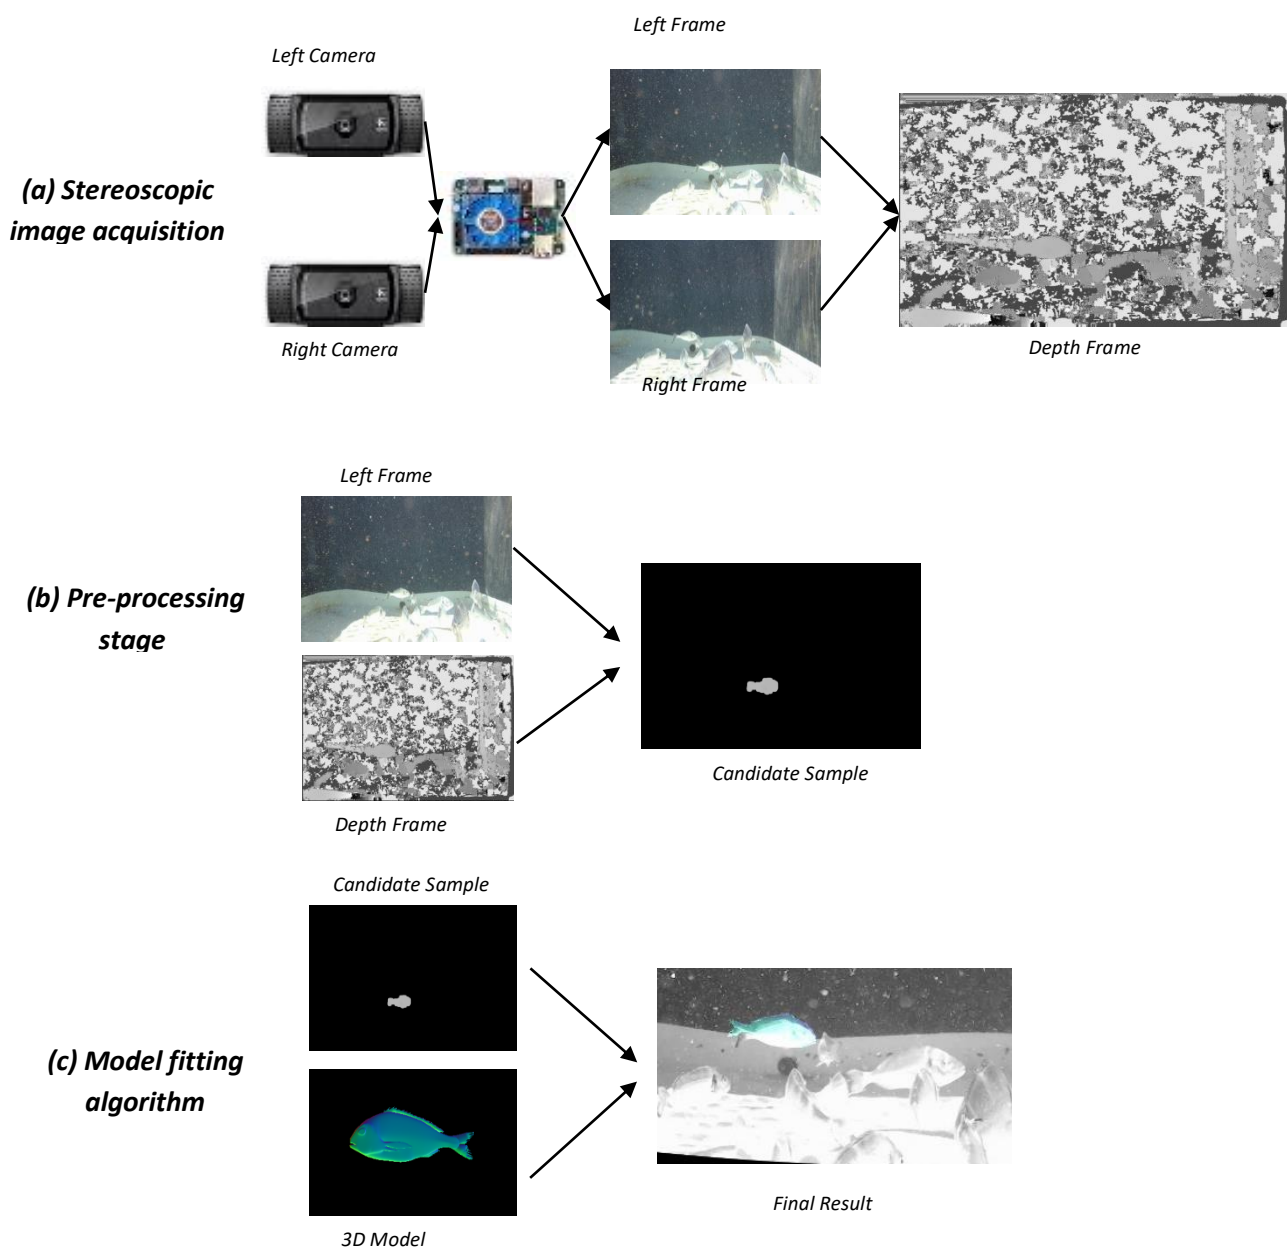 Left Frame
Left Camera
(a) Stereoscopic
image acquisition
Right Camera
Depth Frame
Right Frame
Left Frame
(b) Pre-processing
stage
Candidate Sample
Depth Frame
Candidate Sample
(c) Model fitting
algorithm
Final Result
3D Model